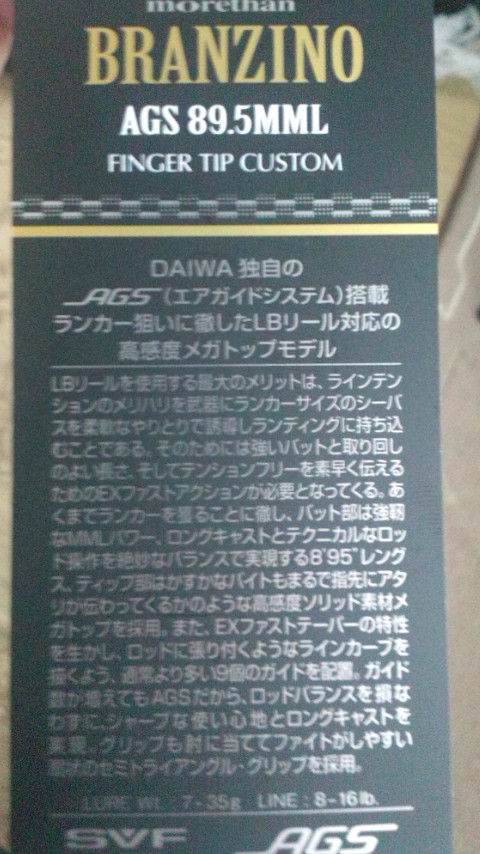 morethan
BRANZINO
AGS 89.5MML
FINGER TIP CUSTOM
DAIWA 独自の
AGS(エアガイドシステム)搭載
ランカー狙いに徹したLBリール対応の
高感度メガトップモデル
LBリールを使用する最大のメリットは、ラインテン
ションのメリハリを武器にランカーサイズのシーバ
スを柔軟なやりとりで誘導しランディングに持ち込
むことである。そのためには強いバットと取り回し
のよい長さ、そしてテンションフリーを素早く伝える
ためのEXファストアクションが必要となってくる。あ
くまでランカーを獲ることに徹し、バット部は強靭
なMMLパワー、ロングキャストとテクニカルなロッ
ド操作を絶妙なバランスで実現する8'95"レング
ス、ティップ部はかすかなバイトもまるで指先にアタ
リが伝わってくるかのような高感度ソリッド素材メ
ガトップを採用。また、EXファストテーパーの特性
を生かし、ロッドに張り付くようなラインカーブを
描くよう、通常より多い9個のガイドを配置。ガイド
数が増えてもAGSだから、ロッドバランスを損な
わずに、シャープな使い心地とロングキャストを
実現。グリップも肘に当ててファイトがしやすい
形状のセミトライアングル・グリップを採用。
LURE Wt.:7-35g LINE:8-16lb.
SVF AGS